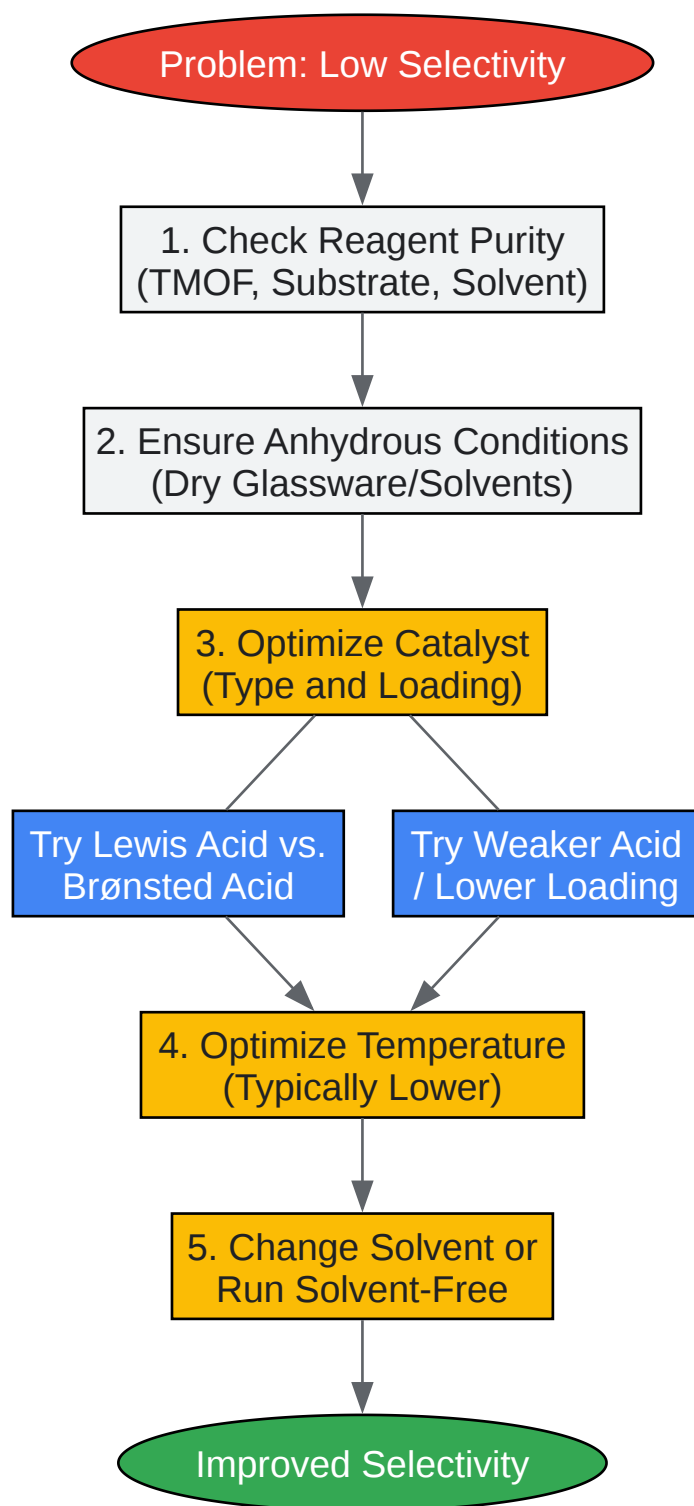 Problem: Low Selectivity
1. Check Reagent Purity
(TMOF, Substrate, Solvent)
2. Ensure Anhydrous Conditions
(Dry Glassware/Solvents)
3. Optimize Catalyst
(Type and Loading)
Try Lewis Acid vs.
Brønsted Acid
Try Weaker Acid
/ Lower Loading
4. Optimize Temperature
(Typically Lower)
5. Change Solvent or
Run Solvent-Free
Improved Selectivity